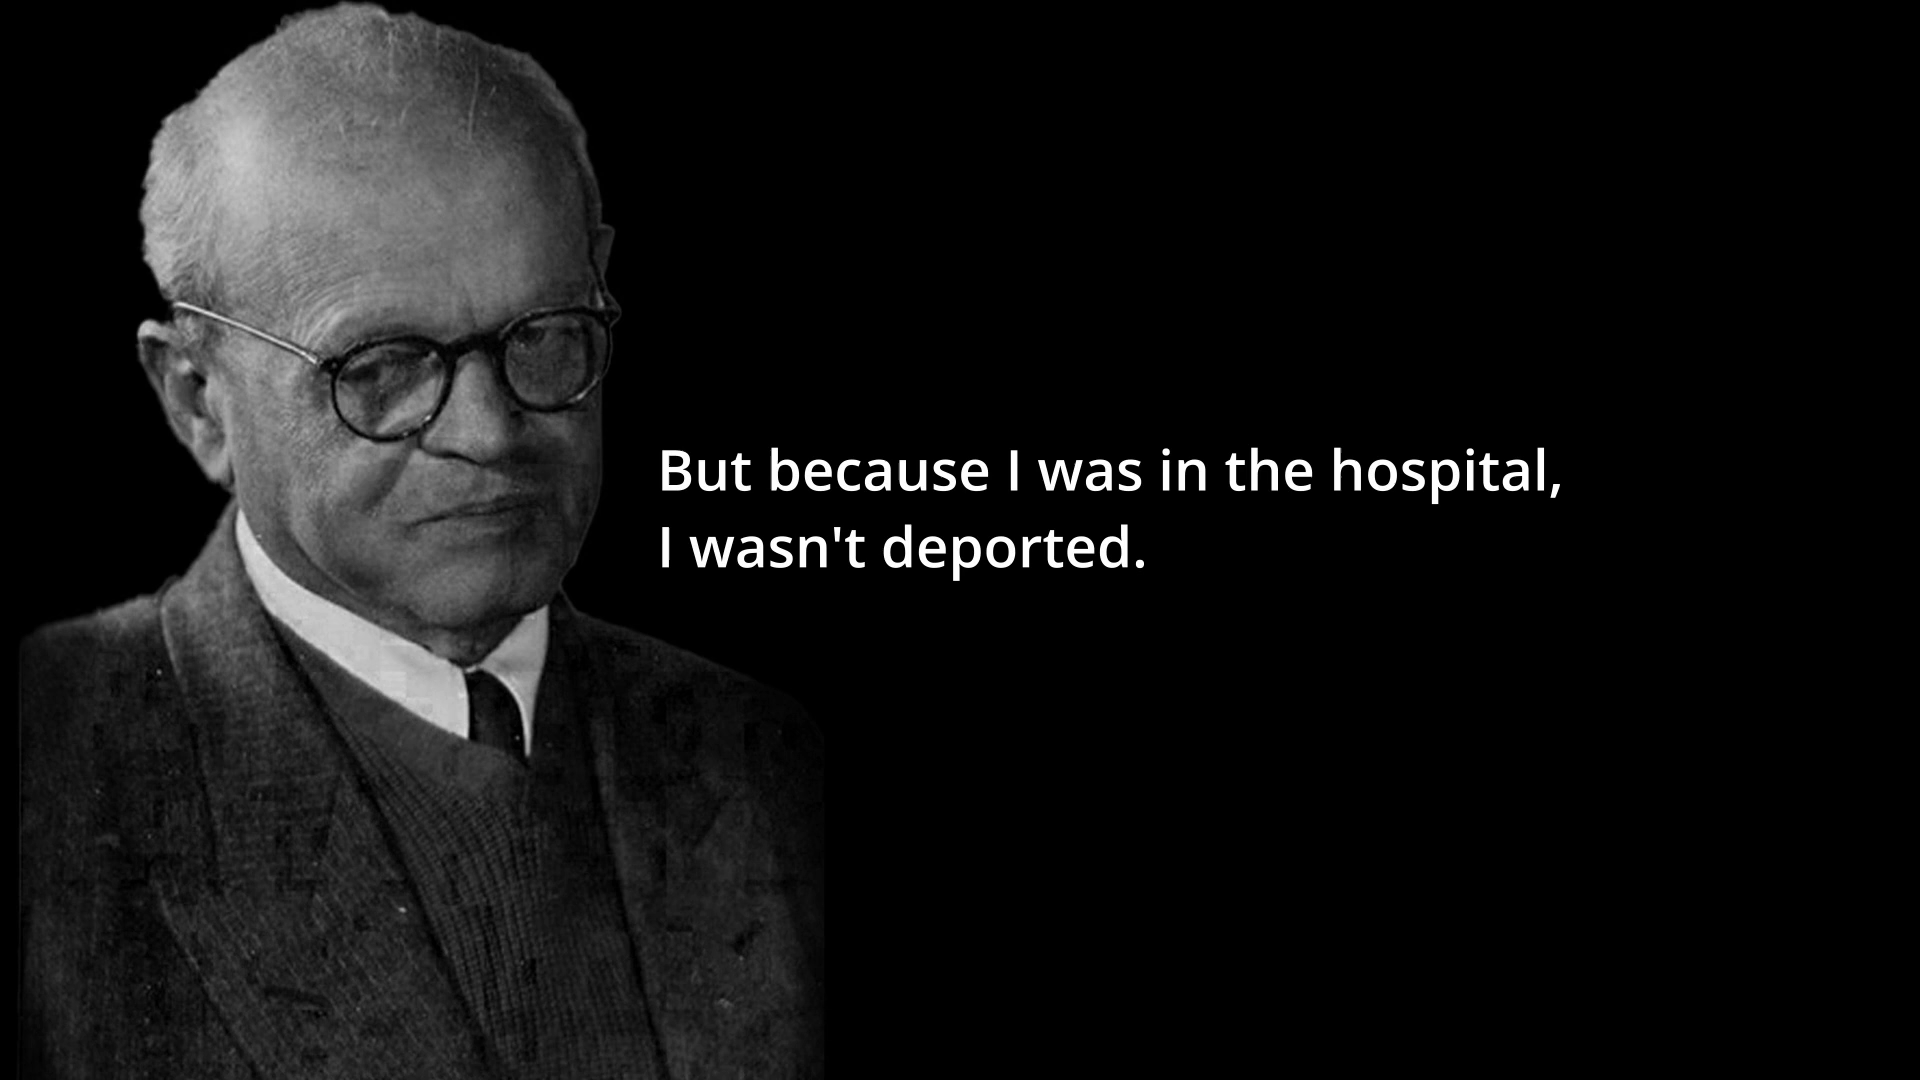 But because I was in the hospital,
I wasn't deported.